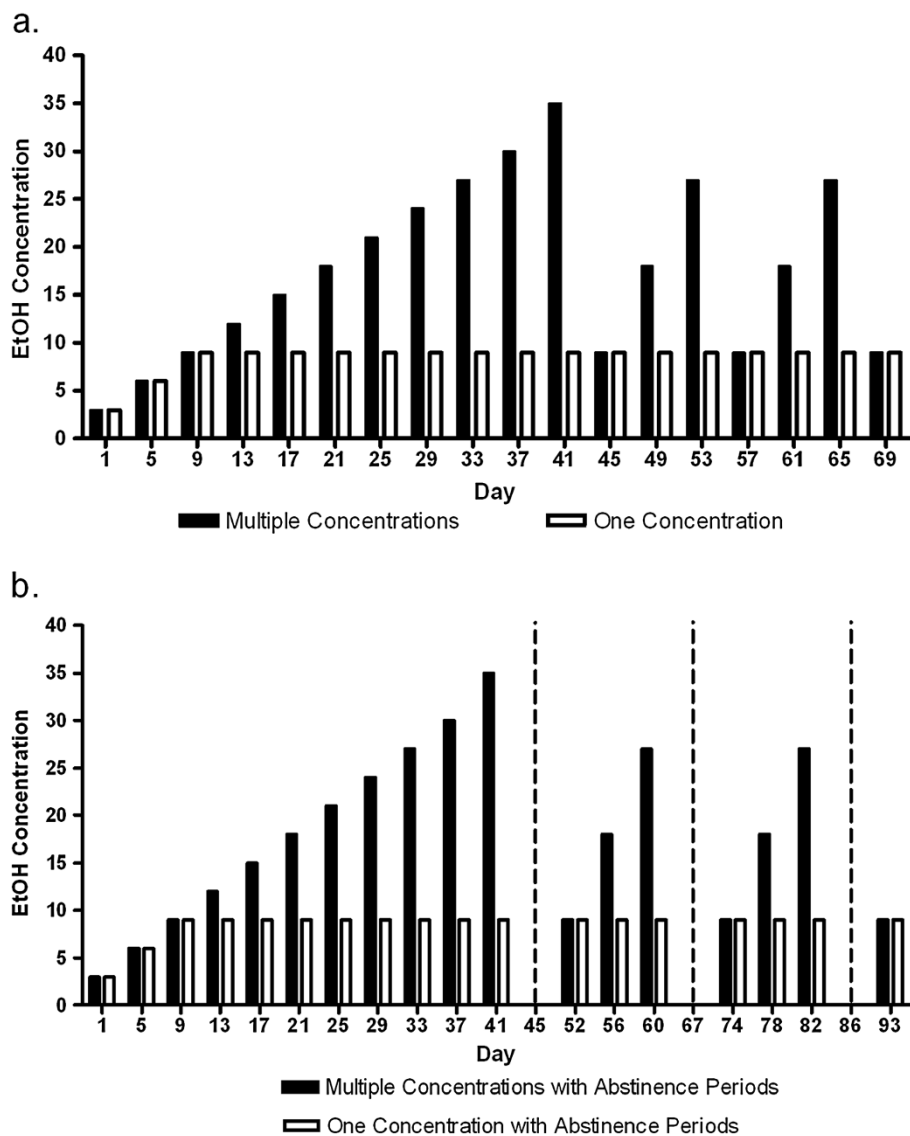 a.
40
35
30
25
20
15
10
5
0
EtOH Concentration
1 5 9 13 17 21 25 29 33 37 41 45 49 53 57 61 65 69
Day
Multiple Concentrations One Concentration
b.
40
35
30
25
20
15
10
5
0
EtOH Concentration
1 5 9 13 17 21 25 29 33 37 41 45 52 56 60 67 74 78 82 86 93
Day
Multiple Concentrations with Abstinence Periods
One Concentration with Abstinence Periods